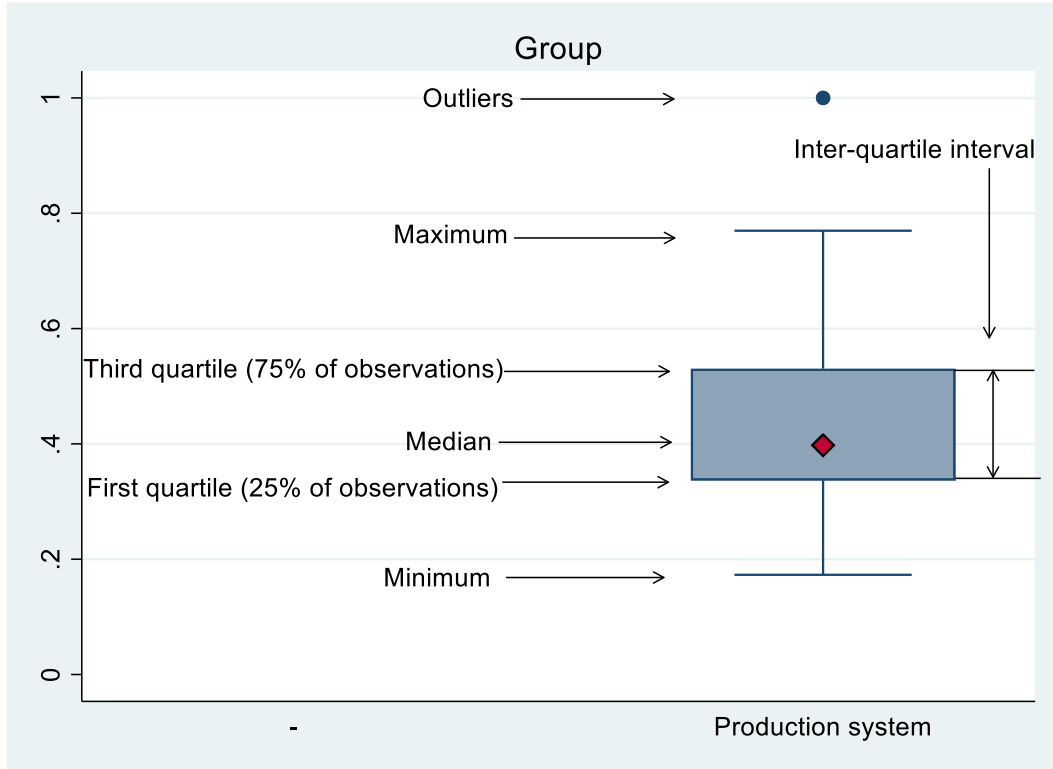 Group
1
Outliers
Inter-quartile interval
.8
Maximum
.6
Third quartile (75% of observations)
.4
Median
First quartile (25% of observations)
.2
Minimum
0
-
Production system